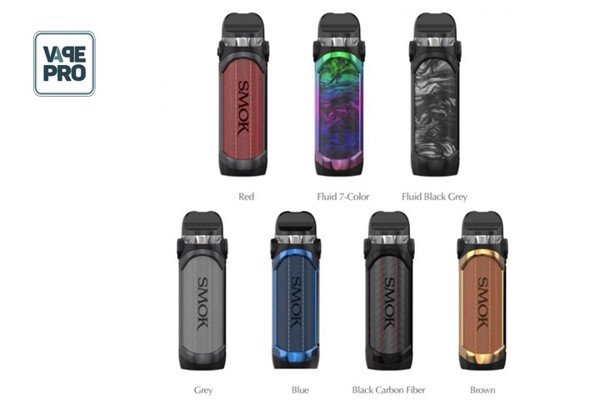 VAPE
PRO
SMOK
Red
Fluid 7-Color
Fluid Black Grey
SMOK
SMOK
SMOK
SMOK
Grey
Blue
Black Carbon Fiber
Brown